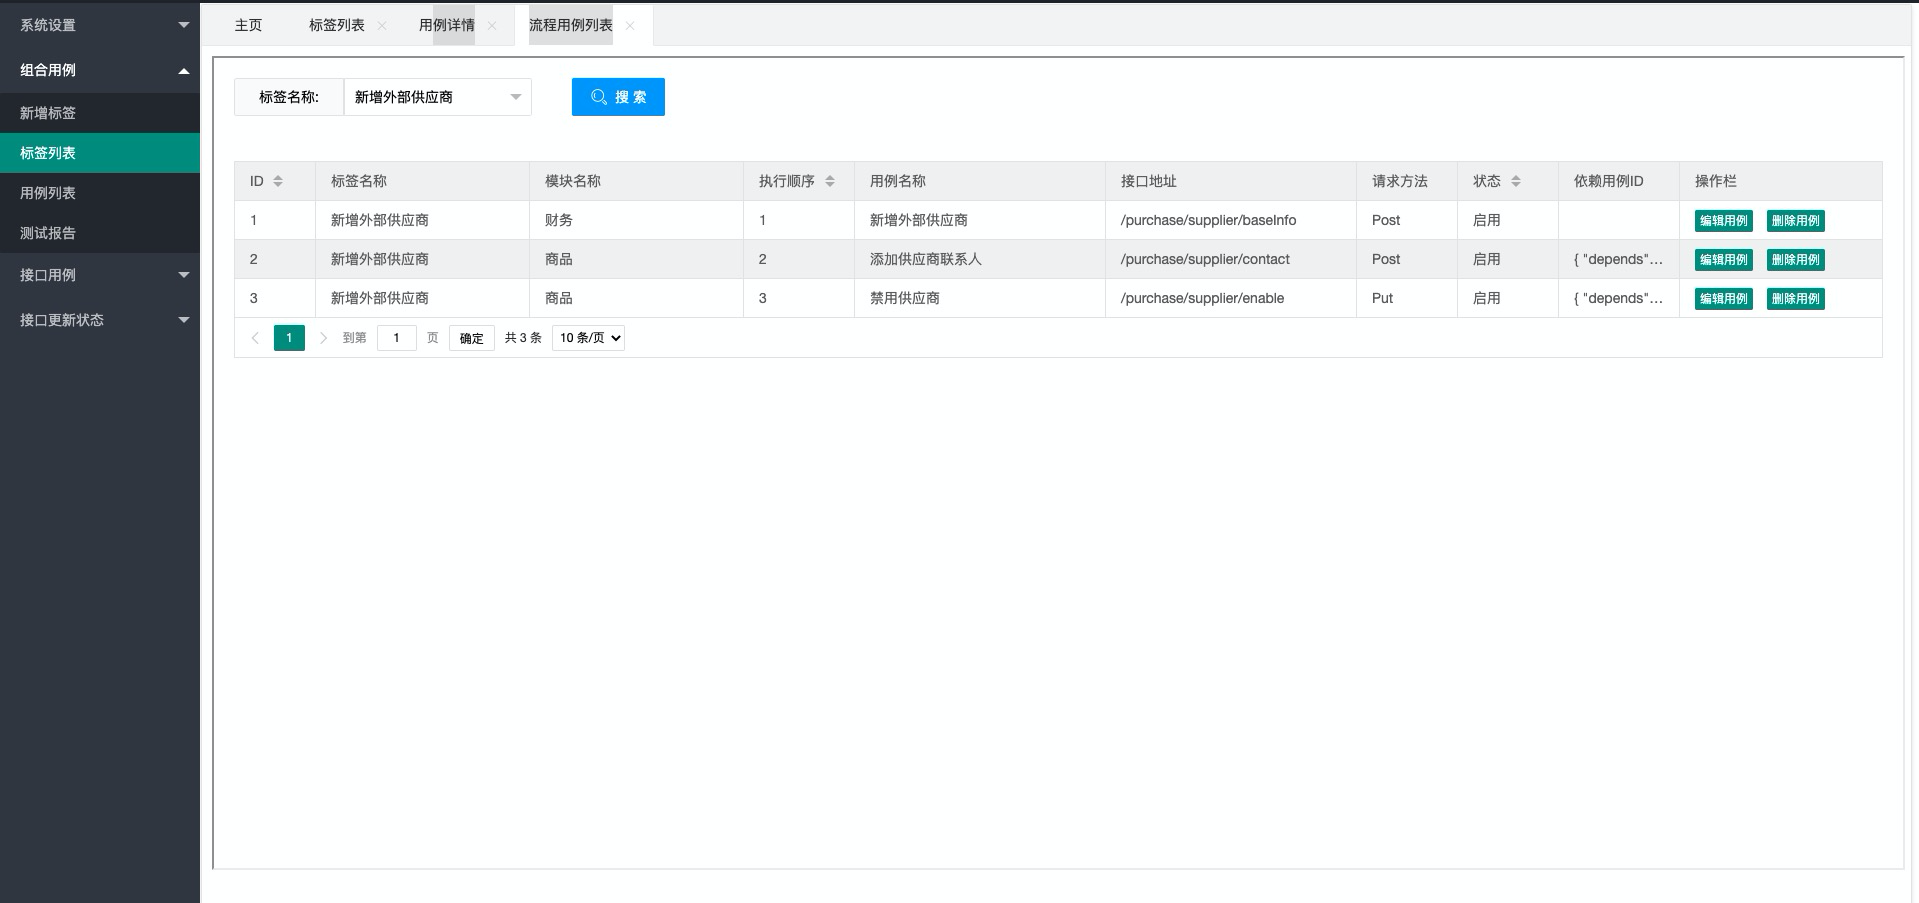 系统设置
组合用例
新增标签
标签列表
用例列表
测试报告
接口用例
接口更新状态
主页 标签列表 用例详情 流程用例列表
标签名称: 新增外部供应商 搜 索
ID 标签名称 模块名称 执行顺序 用例名称 接口地址 请求方法 状态 依赖用例ID 操作栏
1 新增外部供应商 财务 1 新增外部供应商 /purchase/supplier/baseInfo Post 启用 编辑用例 删除用例
2 新增外部供应商 商品 2 添加供应商联系人 /purchase/supplier/contact Post 启用 { "depends"... 编辑用例 删除用例
3 新增外部供应商 商品 3 禁用供应商 /purchase/supplier/enable Put 启用 { "depends"... 编辑用例 删除用例
1 到第 1 页 确定 共 3 条 10 条/页